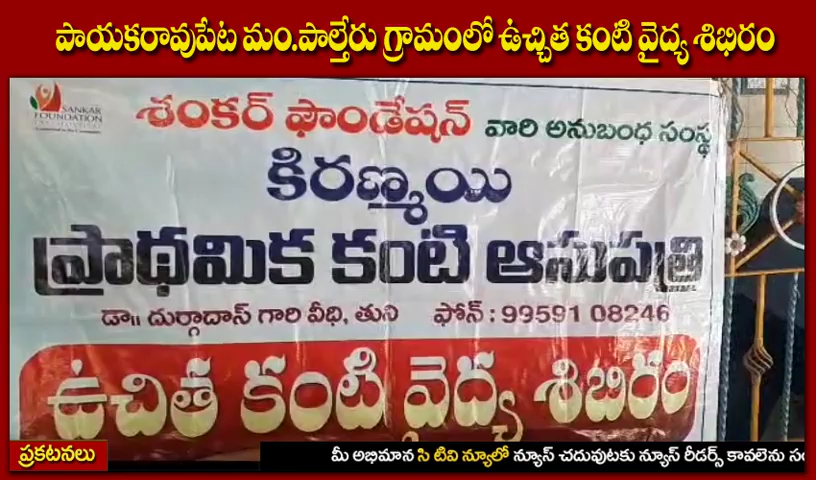 పాయకరావుపేట మం.పాల్తేరు గ్రామంలో ఉచ్చిత కంటి వైద్య శిభిరం
SANKAR
FOUNDATION
శంకర్ ఫౌండేషన్ వారి అనుబంధ సంస్థ
కిరణ్మయి
ప్రాథమిక కంటి ఆసుపత్రి
డా॥ దుర్గాదాస్ గారి వీధి, తుని ఫోన్ : 99591 08246
ఉచిత కంటి వైద్య శిబిరం
ప్రకటనలు
మీ అభిమాన సి టివి న్యూలో న్యూస్ చదువుటకు న్యూస్ రీడర్స్ కావలెను